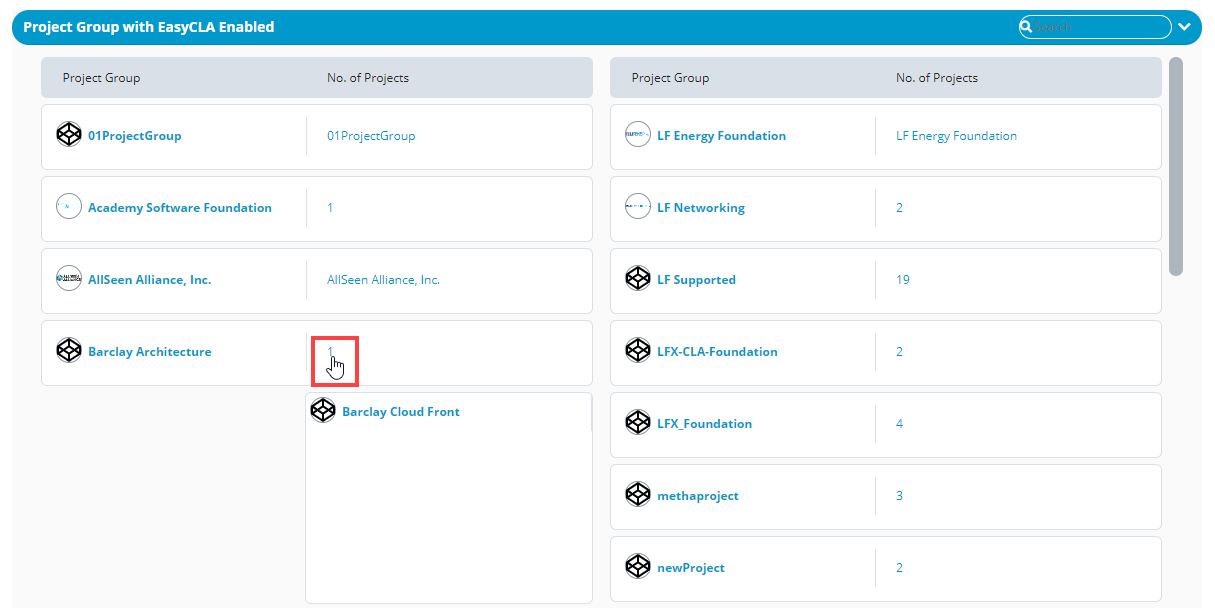 Project Group with EasyCLA Enabled
Search
Project Group No. of Projects
01ProjectGroup 01ProjectGroup
Academy Software Foundation 1
AllSeen Alliance, Inc. AllSeen Alliance, Inc.
Barclay Architecture 1
Barclay Cloud Front
Project Group No. of Projects
LF Energy Foundation LF Energy Foundation
LF Networking 2
LF Supported 19
LFX-CLA-Foundation 2
LFX_Foundation 4
methaproject 3
newProject 2